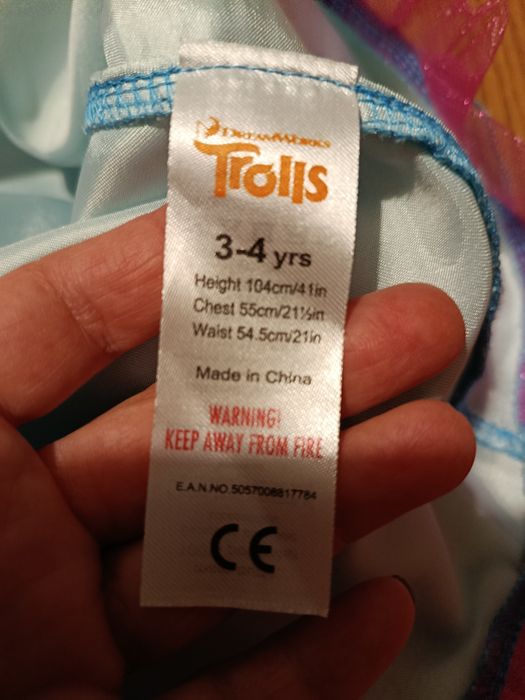 DREAMWORKS
Trolls
3-4 yrs
Height 104cm/41in
Chest 55cm/21½in
Waist 54.5cm/21in
Made in China
WARNING!
KEEP AWAY FROM FIRE
E.A.N.NO.5057008817784
CE